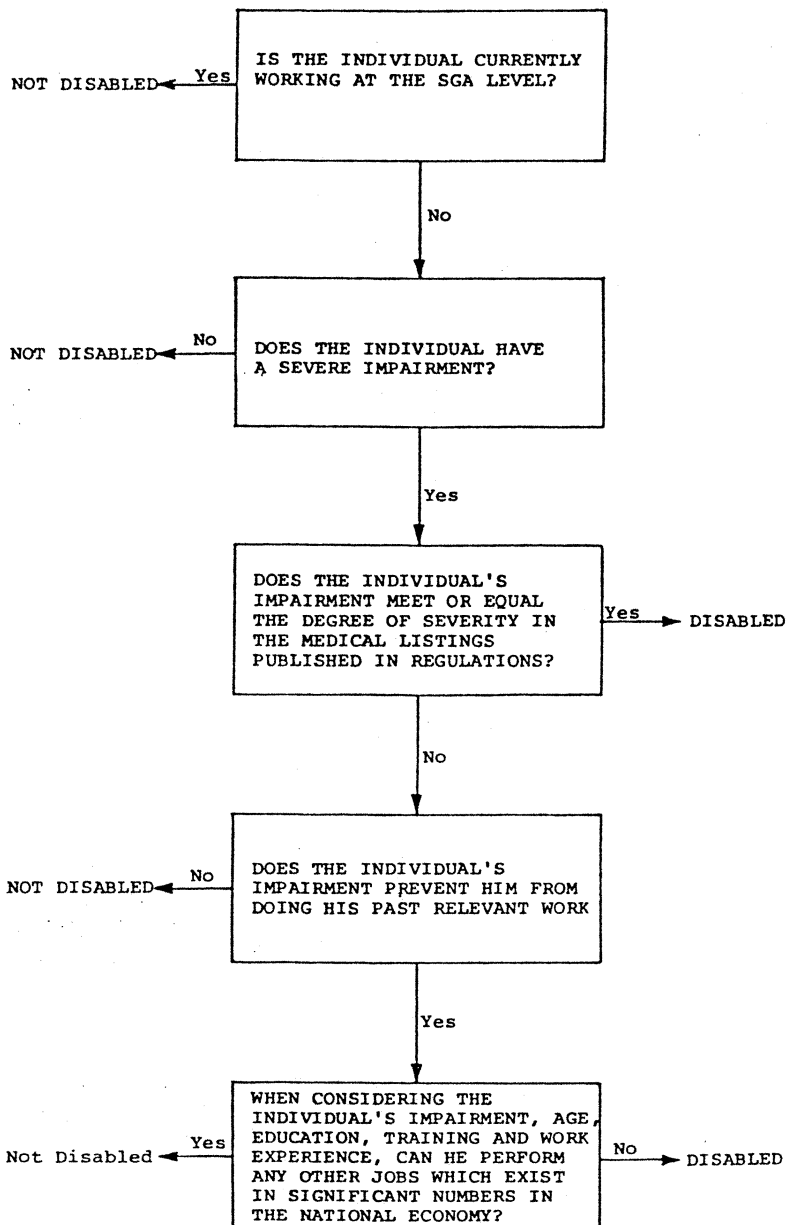 IS THE INDIVIDUAL CURRENTLY
WORKING AT THE SGA LEVEL?
Yes
NOT DISABLED
No
DOES THE INDIVIDUAL HAVE
A SEVERE IMPAIRMENT?
No
NOT DISABLED
Yes
DOES THE INDIVIDUAL'S
IMPAIRMENT MEET OR EQUAL
THE DEGREE OF SEVERITY IN
THE MEDICAL LISTINGS
PUBLISHED IN REGULATIONS?
Yes
DISABLED
No
DOES THE INDIVIDUAL'S
IMPAIRMENT PREVENT HIM FROM
DOING HIS PAST RELEVANT WORK
No
NOT DISABLED
Yes
WHEN CONSIDERING THE
INDIVIDUAL'S IMPAIRMENT, AGE,
EDUCATION, TRAINING AND WORK
EXPERIENCE, CAN HE PERFORM
ANY OTHER JOBS WHICH EXIST
IN SIGNIFICANT NUMBERS IN
THE NATIONAL ECONOMY?
Yes
Not Disabled
No
DISABLED